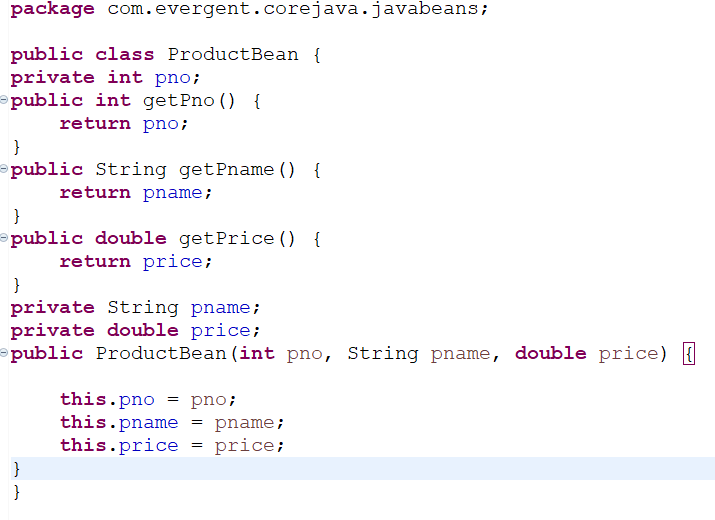 package com.evergent.corejava.javabeans;
public class ProductBean {
private int pno;
public int getPno() {
    return pno;
}
public String getPname() {
    return pname;
}
public double getPrice() {
    return price;
}
private String pname;
private double price;
public ProductBean(int pno, String pname, double price) {
    this.pno = pno;
    this.pname = pname;
    this.price = price;
}
}